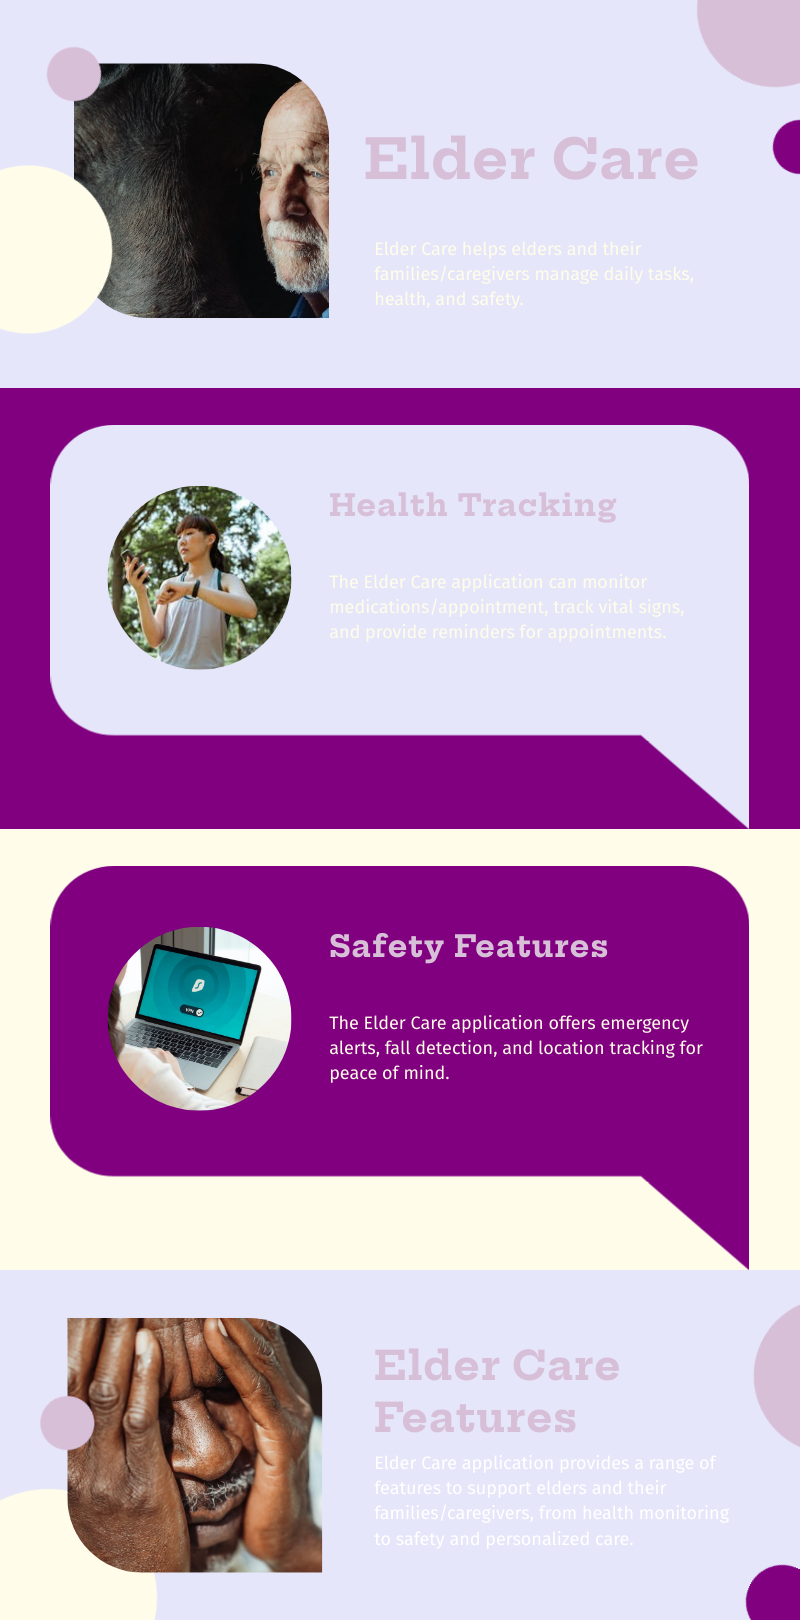 Elder Care
Elder Care helps elders and their
families/caregivers manage daily tasks,
health, and safety.
Health Tracking
The Elder Care application can monitor
medications/appointment, track vital signs,
and provide reminders for appointments.
Safety Features
The Elder Care application offers emergency
alerts, fall detection, and location tracking for
peace of mind.
VPN
Elder Care
Features
Elder Care application provides a range of
features to support elders and their
families/caregivers, from health monitoring
to safety and personalized care.